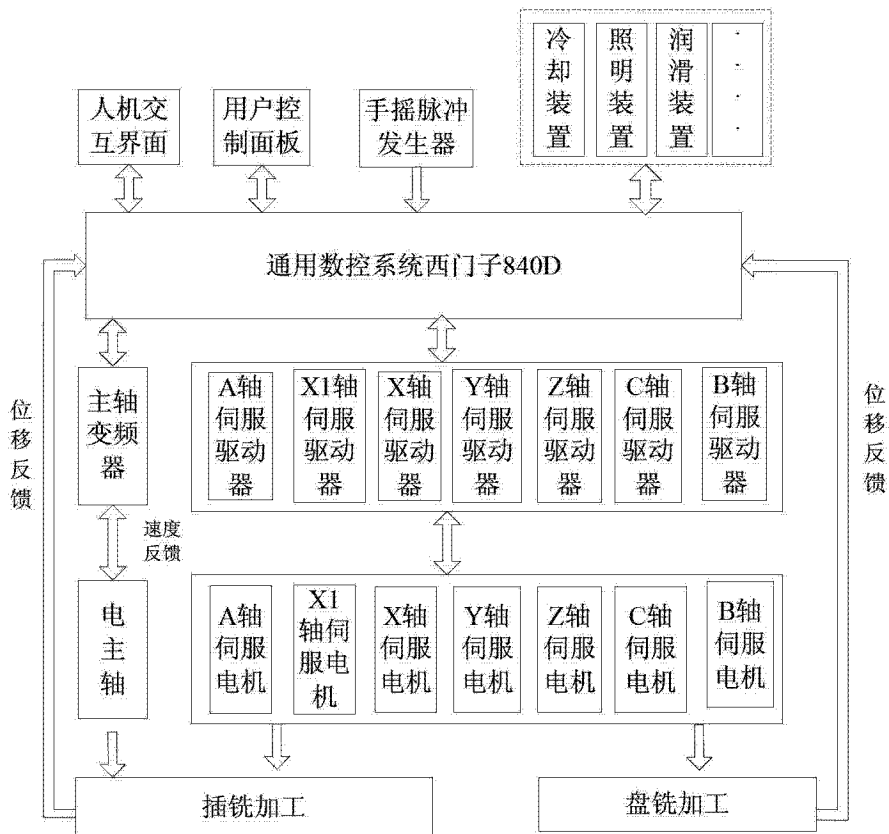 冷却装置
照明装置
润滑装置
人机交
互界面
用户控
制面板
手摇脉冲
发生器
通用数控系统西门子840D
位移反馈
主轴
变频
器
A轴
伺服
驱动
器
X1轴
伺服
驱动
器
X轴
伺服
驱动
器
Y轴
伺服
驱动
器
Z轴
伺服
驱动
器
C轴
伺服
驱动
器
B轴
伺服
驱动
器
位移反馈
速度
反馈
电主轴
A轴
伺服
电机
X1
轴伺
服电
机
X轴
伺服
电机
Y轴
伺服
电机
Z轴
伺服
电机
C轴
伺服
电机
B轴
伺服
电机
插铣加工
盘铣加工